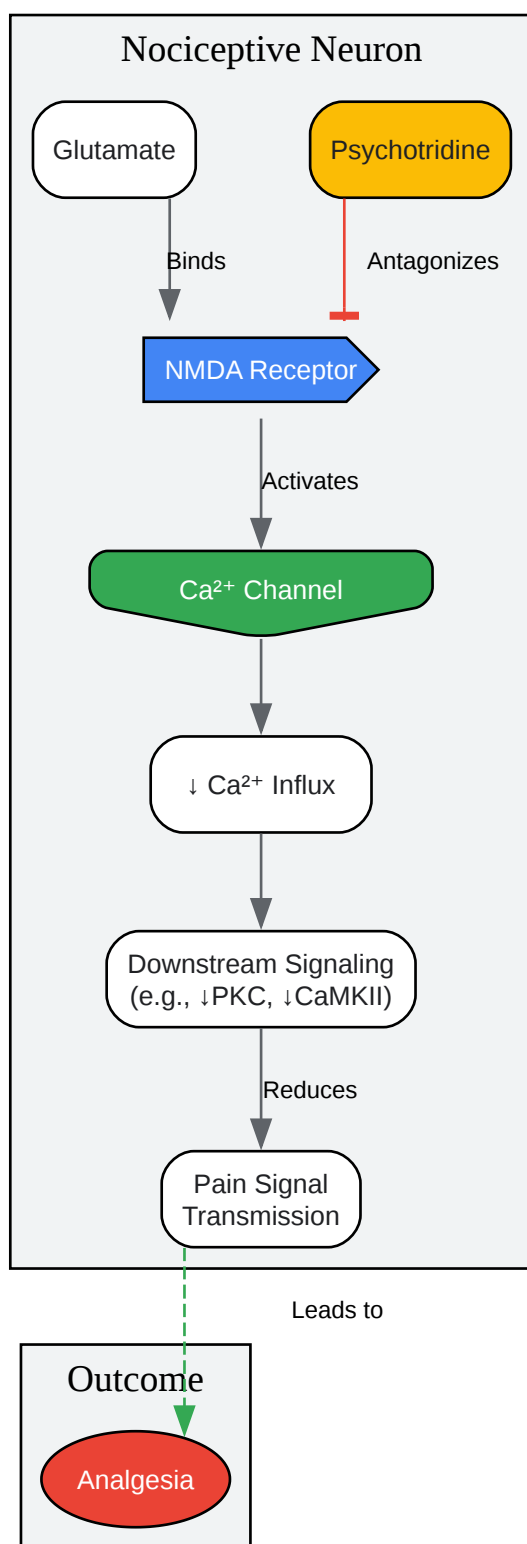 Nociceptive Neuron
Glutamate
Psychotridine
Binds
Antagonizes
NMDA Receptor
Activates
Ca²⁺ Channel
↓ Ca²⁺ Influx
Downstream Signaling
(e.g., ↓PKC, ↓CaMKII)
Reduces
Pain Signal
Transmission
Leads to
Outcome
Analgesia